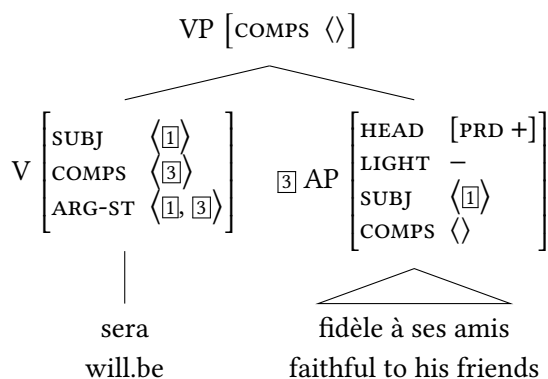 VP [COMPS ⟨⟩]
V [SUBJ ⟨1⟩
COMPS ⟨3⟩
ARG-ST ⟨1, 3⟩]
3 AP [HEAD [PRD +]
LIGHT −
SUBJ ⟨1⟩
COMPS ⟨⟩]
sera
will.be
fidèle à ses amis
faithful to his friends